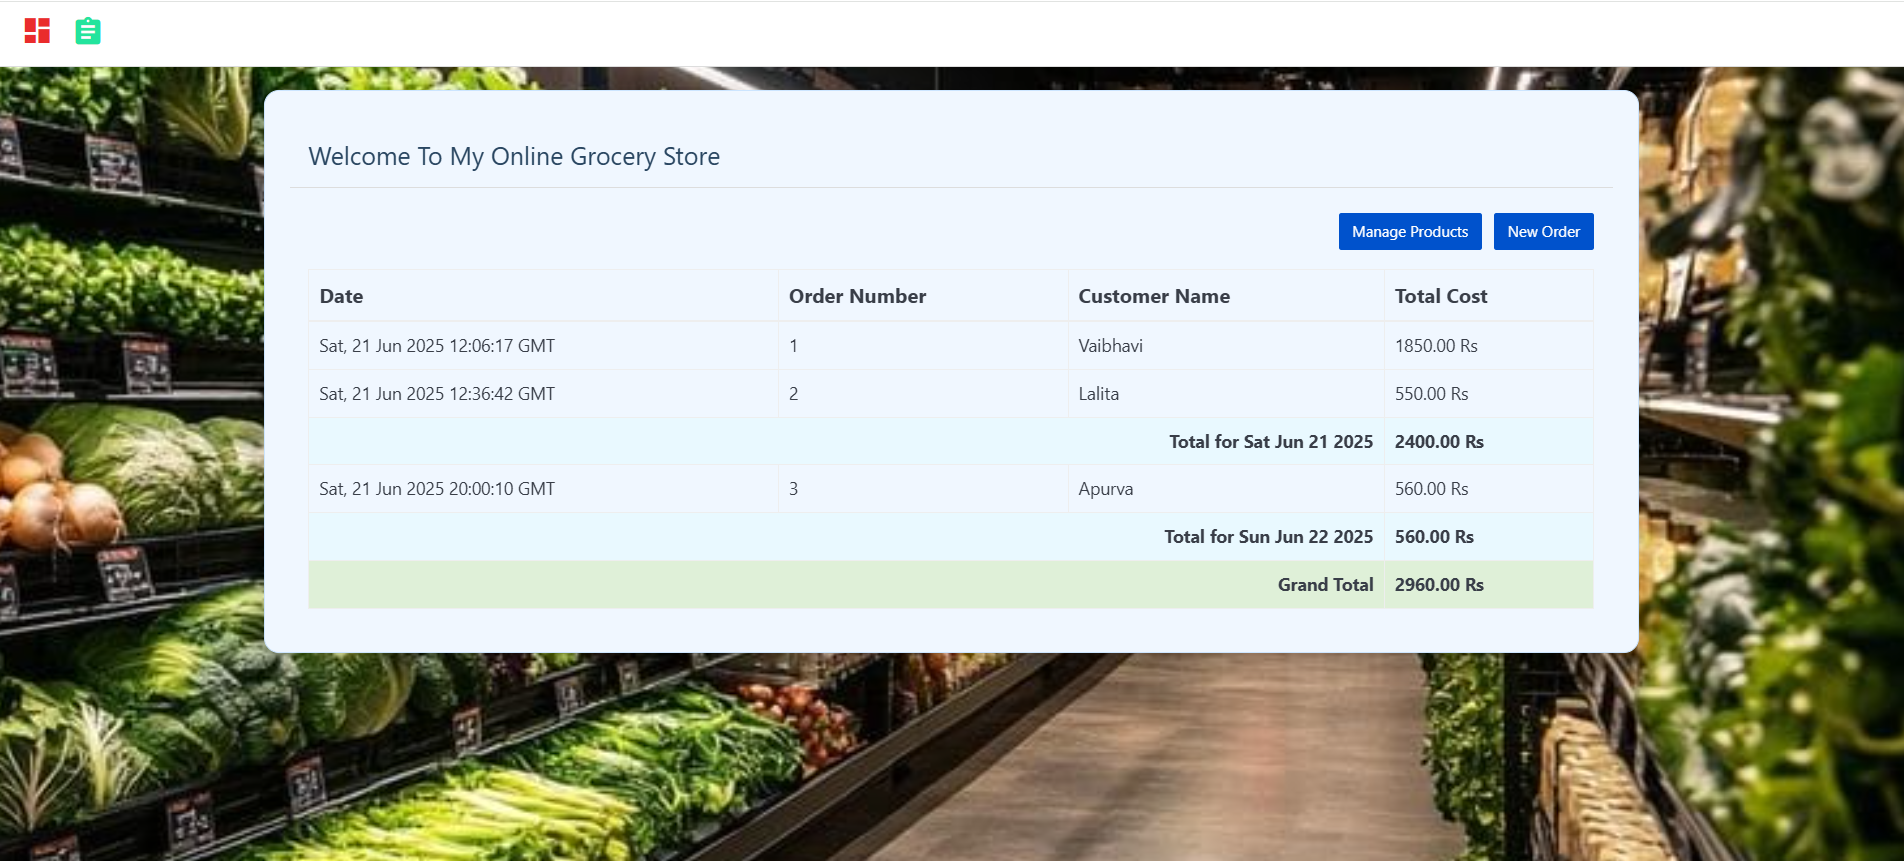 Welcome To My Online Grocery Store
Manage Products New Order
Date Order Number Customer Name Total Cost
Sat, 21 Jun 2025 12:06:17 GMT 1 Vaibhavi 1850.00 Rs
Sat, 21 Jun 2025 12:36:42 GMT 2 Lalita 550.00 Rs
Total for Sat Jun 21 2025 2400.00 Rs
Sat, 21 Jun 2025 20:00:10 GMT 3 Apurva 560.00 Rs
Total for Sun Jun 22 2025 560.00 Rs
Grand Total 2960.00 Rs